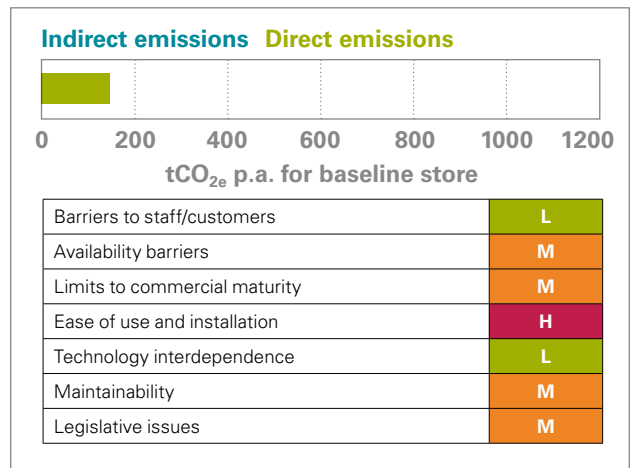 Indirect emissions Direct emissions
0 200 400 600 800 1000 1200
tCO2e p.a. for baseline store
Barriers to staff/customers L
Availability barriers M
Limits to commercial maturity M
Ease of use and installation H
Technology interdependence L
Maintainability M
Legislative issues M